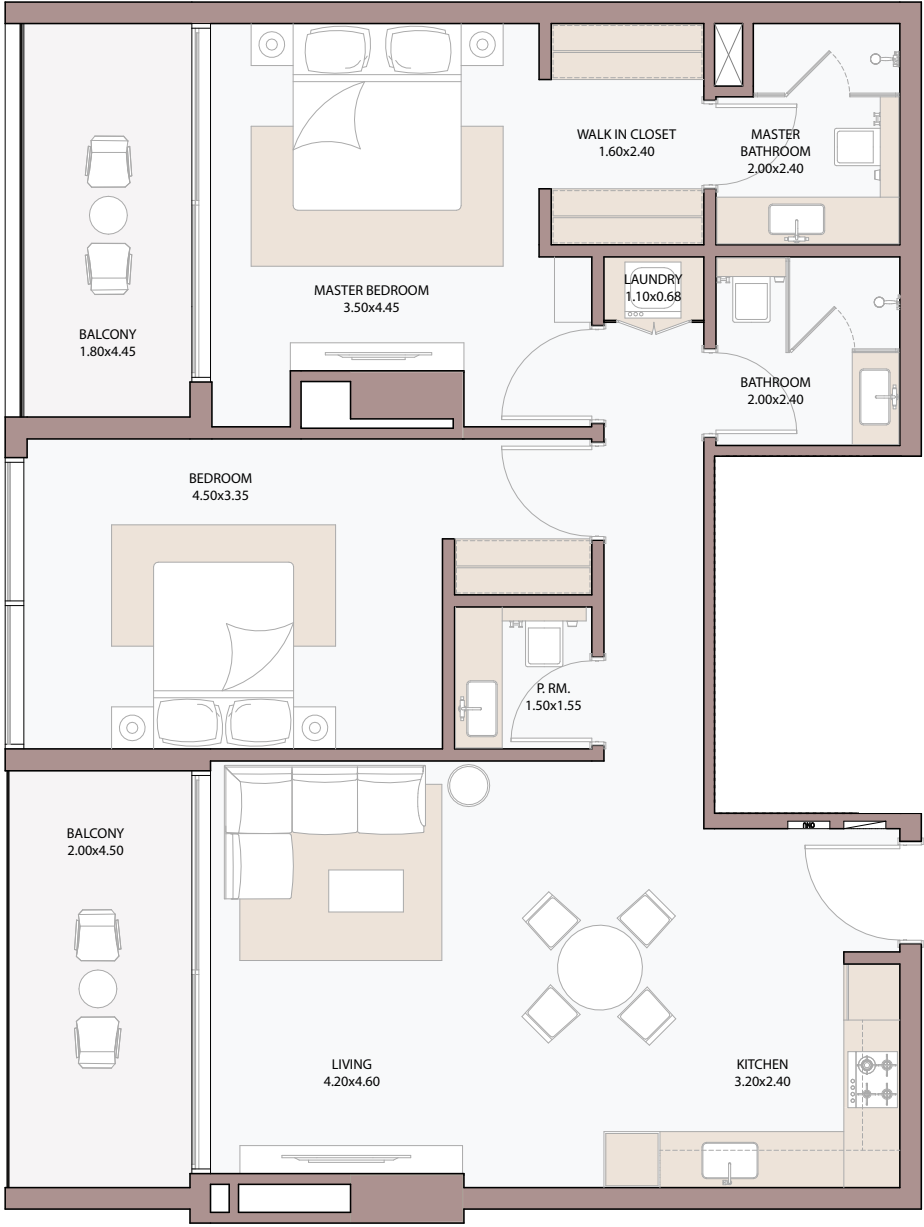 WALK IN CLOSET
1.60x2.40
MASTER
BATHROOM
2.00x2.40
LAUNDRY
1.10x0.68
MASTER BEDROOM
3.50x4.45
BALCONY
1.80x4.45
BATHROOM
2.00x2.40
BEDROOM
4.50x3.35
P. RM.
1.50x1.55
BALCONY
2.00x4.50
LIVING
4.20x4.60
KITCHEN
3.20x2.40